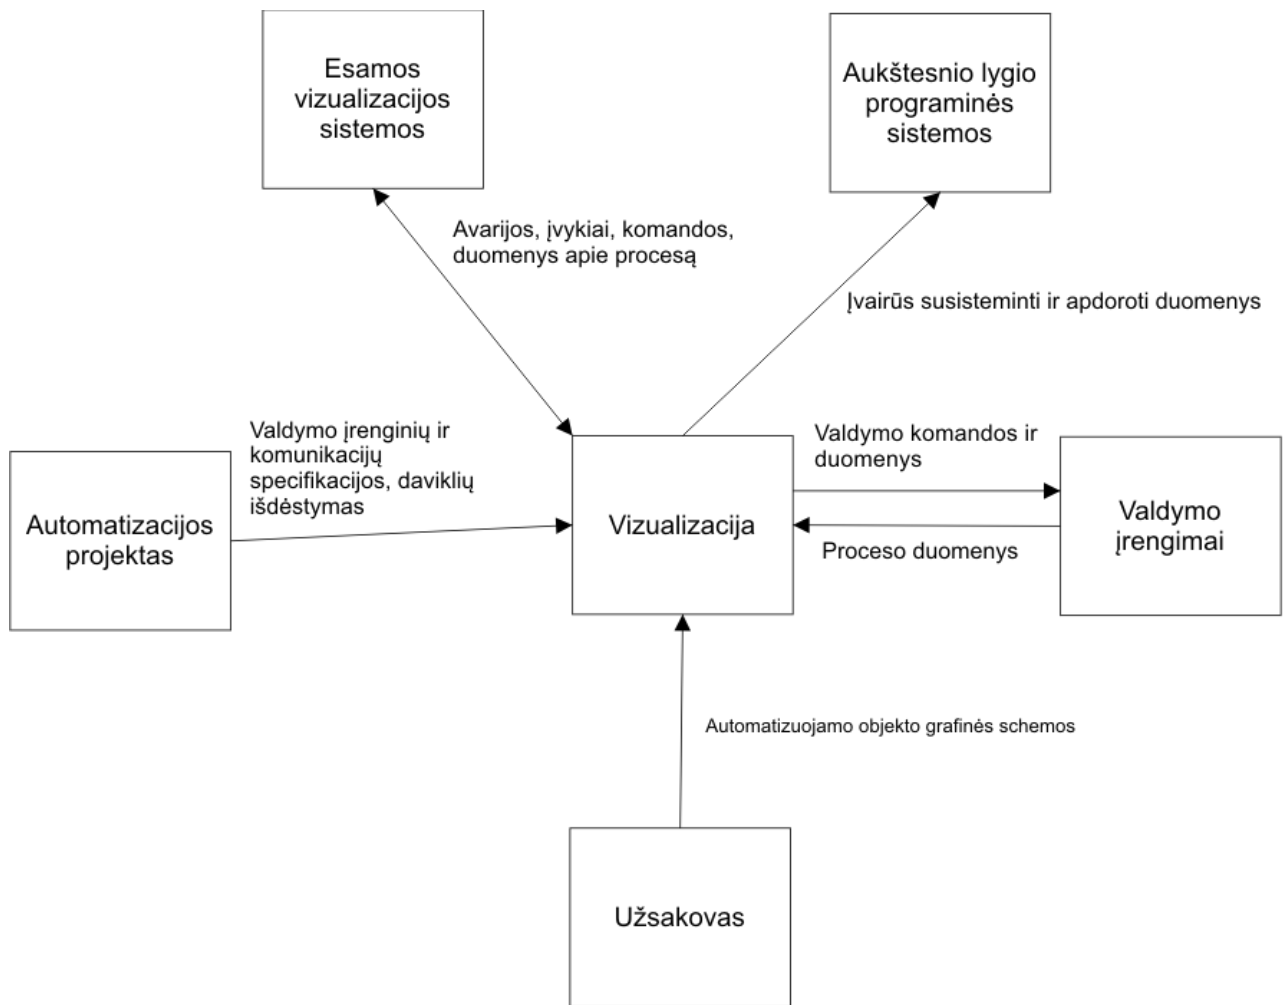 Esamos
vizualizacijos
sistemos
Aukštesnio lygio
programinės
sistemos
Avarijos, įvykiai, komandos,
duomenys apie procesą
Įvairūs susisteminti ir apdoroti duomenys
Valdymo įrenginių ir
komunikacijų
specifikacijos, daviklių
išdėstymas
Valdymo komandos ir
duomenys
Automatizacijos
projektas
Vizualizacija
Valdymo
įrengimai
Proceso duomenys
Automatizuojamo objekto grafinės schemos
Užsakovas